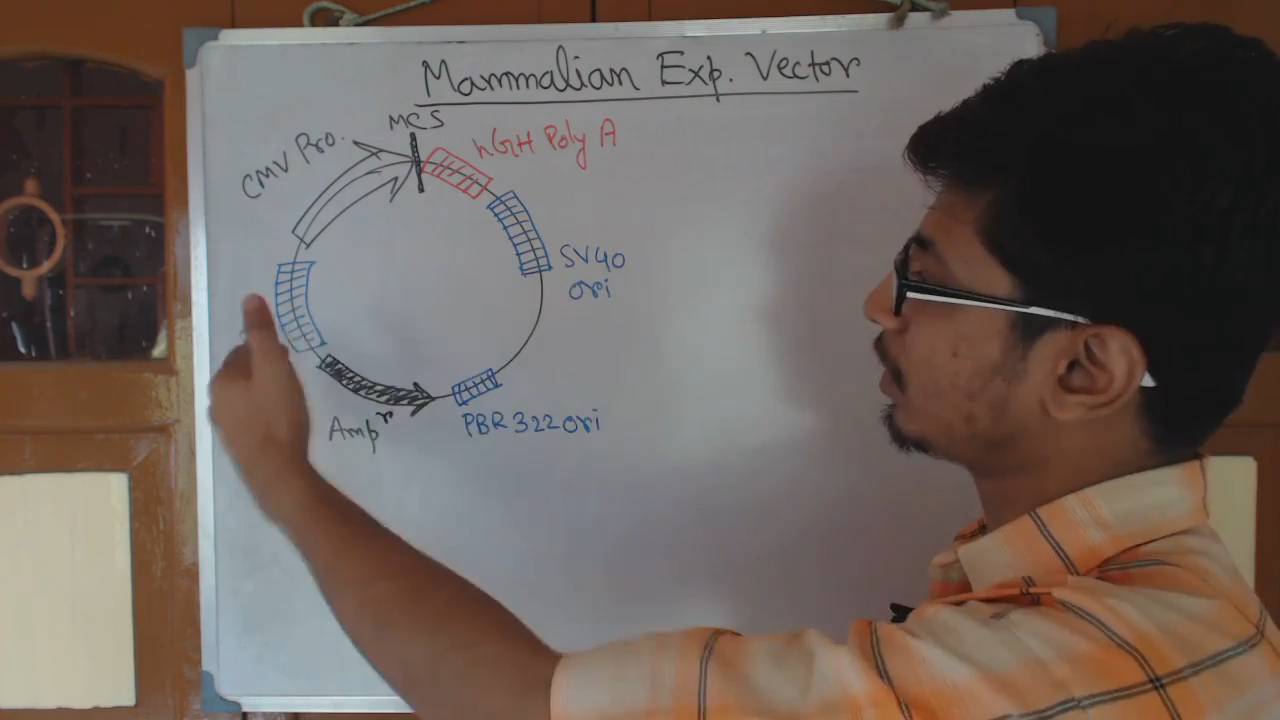 Mammalian Exp. Vector
MCS
CMV Pro.
hGH Poly A
SV40
ori
PBR322ori
Amp^r